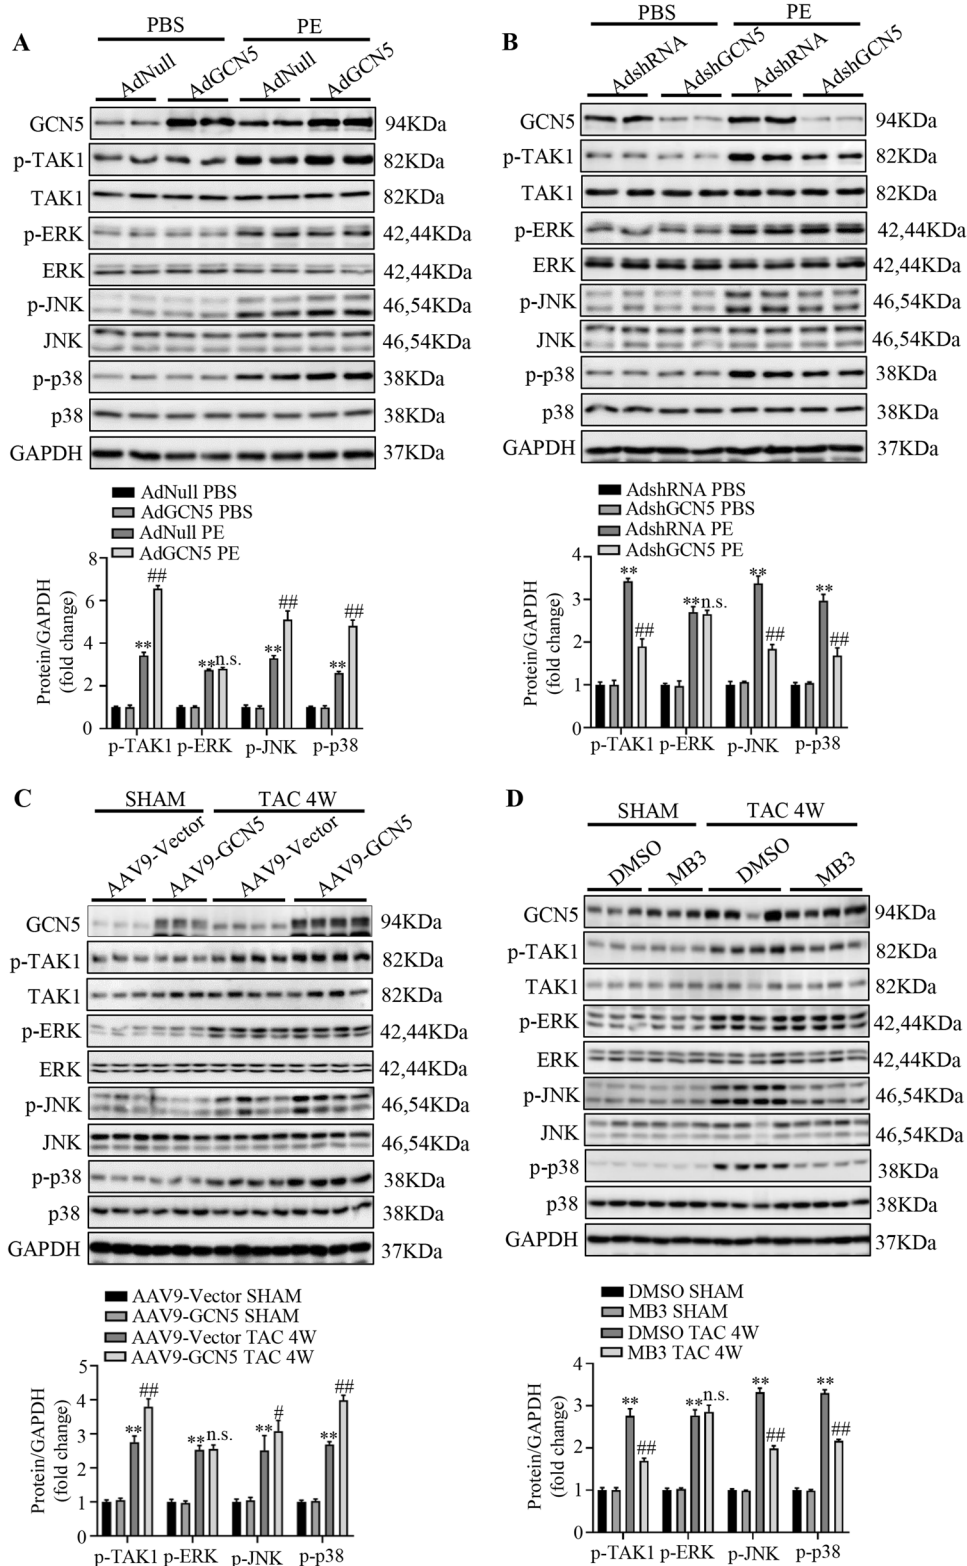 A
PBS PE
AdNull AdGCN5 AdNull AdGCN5
GCN5 94KDa
p-TAK1 82KDa
TAK1 82KDa
p-ERK 42,44KDa
ERK 42,44KDa
p-JNK 46,54KDa
JNK 46,54KDa
p-p38 38KDa
p38 38KDa
GAPDH 37KDa
AdNull PBS
AdGCN5 PBS
AdNull PE
AdGCN5 PE
Protein/GAPDH
(fold change)
8
6
4
2
0
** ## **n.s. ** ## ** ##
p-TAK1 p-ERK p-JNK p-p38
B
PBS PE
AdshRNA AdshGCN5 AdshRNA AdshGCN5
GCN5 94KDa
p-TAK1 82KDa
TAK1 82KDa
p-ERK 42,44KDa
ERK 42,44KDa
p-JNK 46,54KDa
JNK 46,54KDa
p-p38 38KDa
p38 38KDa
GAPDH 37KDa
AdshRNA PBS
AdshGCN5 PBS
AdshRNA PE
AdshGCN5 PE
Protein/GAPDH
(fold change)
4
3
2
1
0
** ## **n.s. ** ## ** ##
p-TAK1 p-ERK p-JNK p-p38
C
SHAM TAC 4W
AAV9-Vector AAV9-GCN5 AAV9-Vector AAV9-GCN5
GCN5 94KDa
p-TAK1 82KDa
TAK1 82KDa
p-ERK 42,44KDa
ERK 42,44KDa
p-JNK 46,54KDa
JNK 46,54KDa
p-p38 38KDa
p38 38KDa
GAPDH 37KDa
AAV9-Vector SHAM
AAV9-GCN5 SHAM
AAV9-Vector TAC 4W
AAV9-GCN5 TAC 4W
Protein/GAPDH
(fold change)
5
4
3
2
1
0
** ## ** n.s. ** # ** ##
p-TAK1 p-ERK p-JNK p-p38
D
SHAM TAC 4W
DMSO MB3 DMSO MB3
GCN5 94KDa
p-TAK1 82KDa
TAK1 82KDa
p-ERK 42,44KDa
ERK 42,44KDa
p-JNK 46,54KDa
JNK 46,54KDa
p-p38 38KDa
p38 38KDa
GAPDH 37KDa
DMSO SHAM
MB3 SHAM
DMSO TAC 4W
MB3 TAC 4W
Protein/GAPDH
(fold change)
4
3
2
1
0
** ## ** n.s. ** ## ** ##
p-TAK1 p-ERK p-JNK p-p38